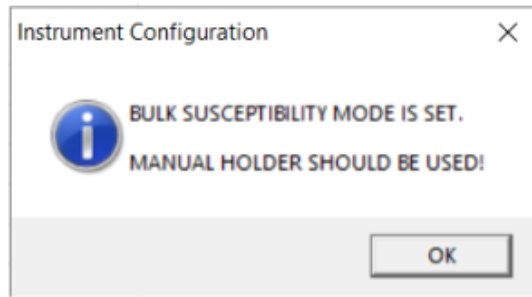 Instrument Configuration
BULK SUSCEPTIBILITY MODE IS SET.
MANUAL HOLDER SHOULD BE USED!
OK